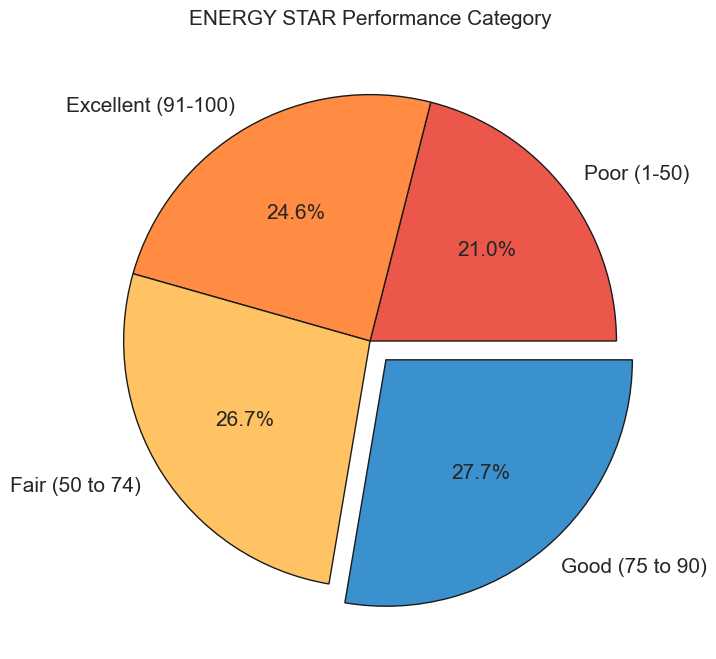 ENERGY STAR Performance Category
Excellent (91-100)
Poor (1-50)
24.6%
21.0%
26.7%
27.7%
Fair (50 to 74)
Good (75 to 90)